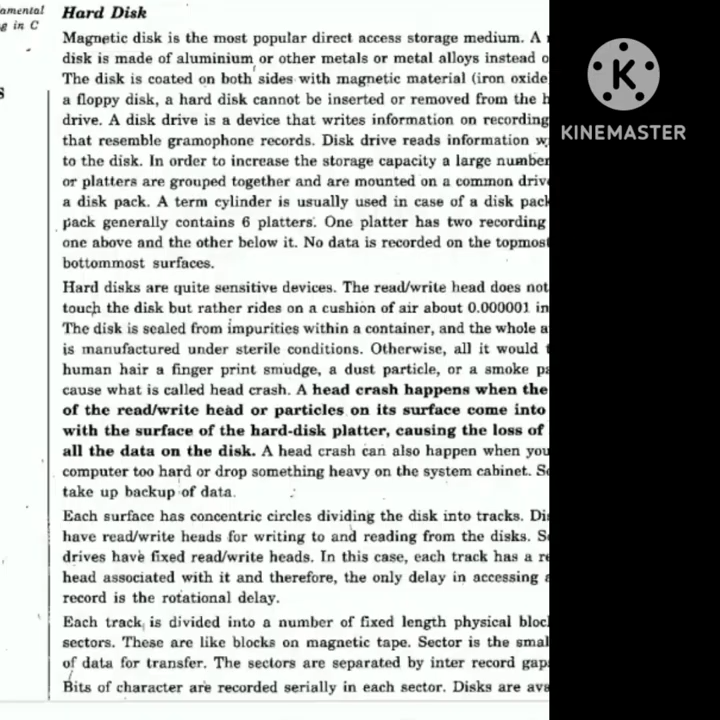 amental
g in C
Hard Disk
Magnetic disk is the most popular direct access storage medium. A
disk is made of aluminium or other metals or metal alloys instead
The disk is coated on both sides with magnetic material (iron oxide
a floppy disk, a hard disk cannot be inserted or removed from the
drive. A disk drive is a device that writes information on recording
that resemble gramophone records. Disk drive reads information
to the disk. In order to increase the storage capacity a large number
or platters are grouped together and are mounted on a common
a disk pack. A term cylinder is usually used in case of a disk pack
pack generally contains 6 platters. One platter has two recording
one above and the other below it. No data is recorded on the topmost
bottommost surfaces.
Hard disks are quite sensitive devices. The read/write head does not
touch the disk but rather rides on a cushion of air about 0.000001
The disk is sealed from impurities within a container, and the whole
is manufactured under sterile conditions. Otherwise, all it would
human hair a finger print smudge, a dust particle, or a smoke
cause what is called head crash. A head crash happens when the
of the read/write head or particles on its surface come into
with the surface of the hard-disk platter, causing the loss of
all the data on the disk. A head crash can also happen when you
computer too hard or drop something heavy on the system cabinet.
take up backup of data.
Each surface has concentric circles dividing the disk into tracks.
have read/write heads for writing to and reading from the disks.
drives have fixed read/write heads. In this case, each track has a
head associated with it and therefore, the only delay in accessing
record is the rotational delay.
Each track is divided into a number of fixed length physical
sectors. These are like blocks on magnetic tape. Sector is the
of data for transfer. The sectors are separated by inter record
Bits of character are recorded serially in each sector. Disks are
K
KINEMASTER